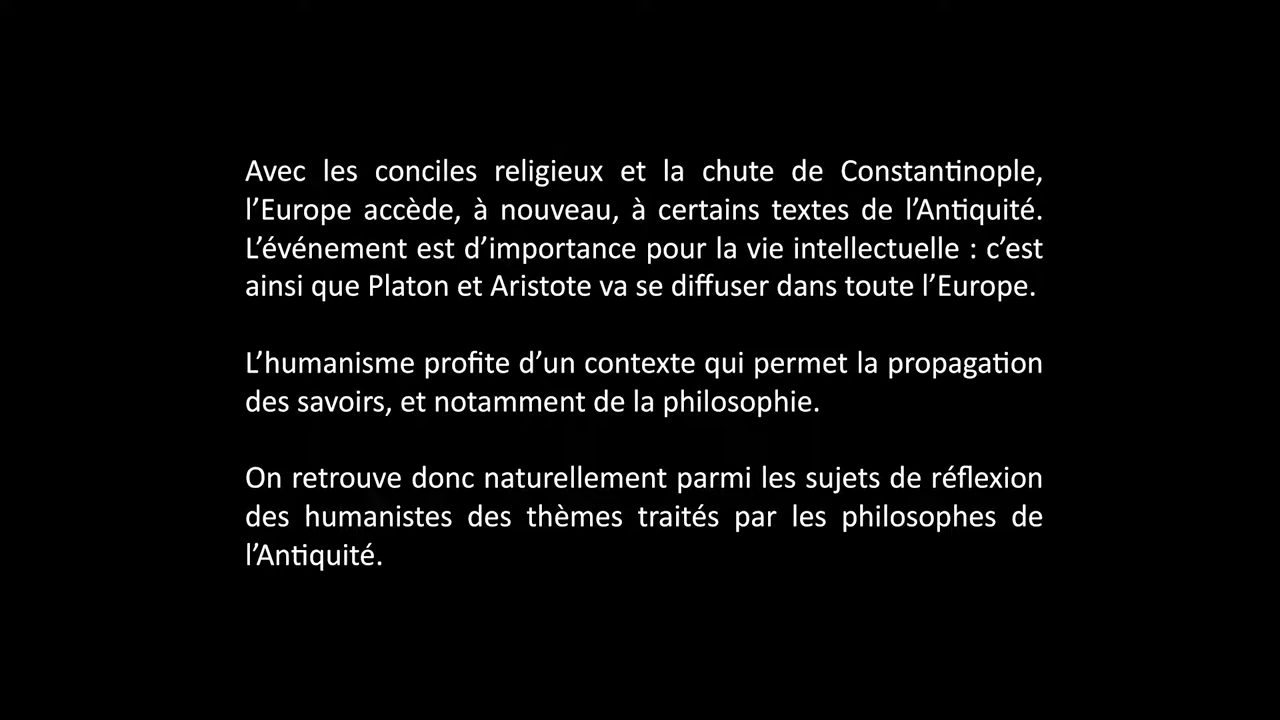 Avec les conciles religieux et la chute de Constantinople,
l’Europe accède, à nouveau, à certains textes de l’Antiquité.
L’événement est d’importance pour la vie intellectuelle : c’est
ainsi que Platon et Aristote va se diffuser dans toute l’Europe.
L’humanisme profite d’un contexte qui permet la propagation
des savoirs, et notamment de la philosophie.
On retrouve donc naturellement parmi les sujets de réflexion
des humanistes des thèmes traités par les philosophes de
l’Antiquité.